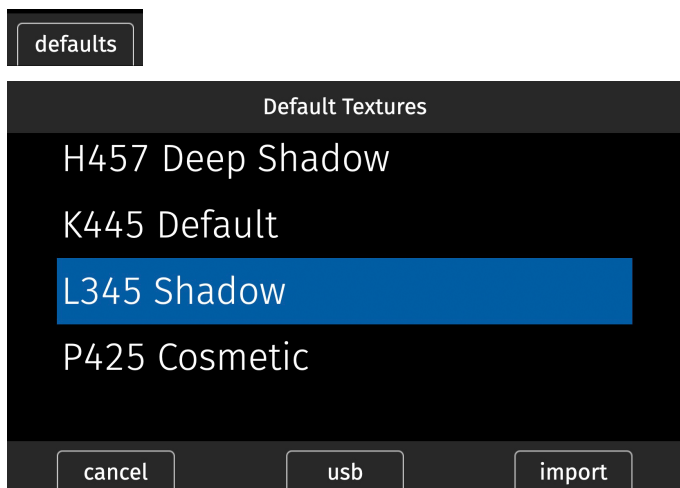 defaults
Default Textures
H457 Deep Shadow
K445 Default
L345 Shadow
P425 Cosmetic
cancel usb import